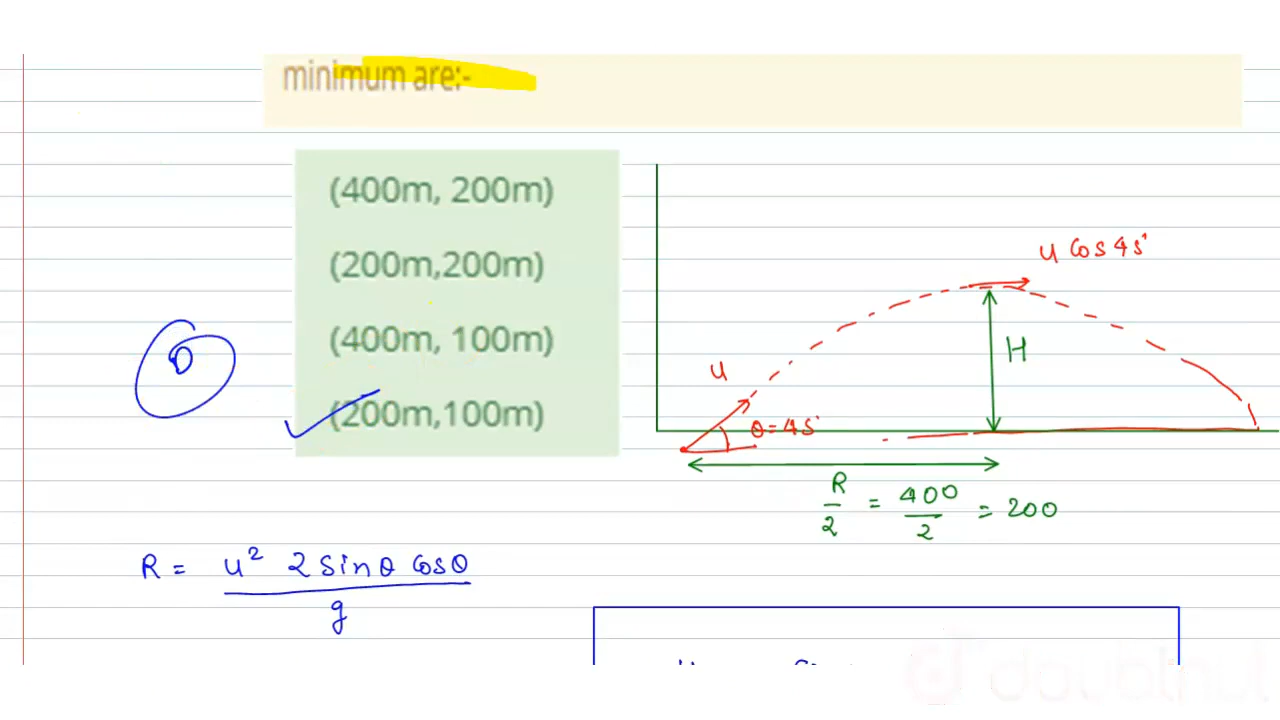 minimum are:-
(400m, 200m)
(200m,200m)
(400m, 100m)
(200m,100m)
D
u cos 45°
u
H
θ=45°
R/2 = 400/2 = 200
R = u² 2 sinθ cosθ / g
doubtnut